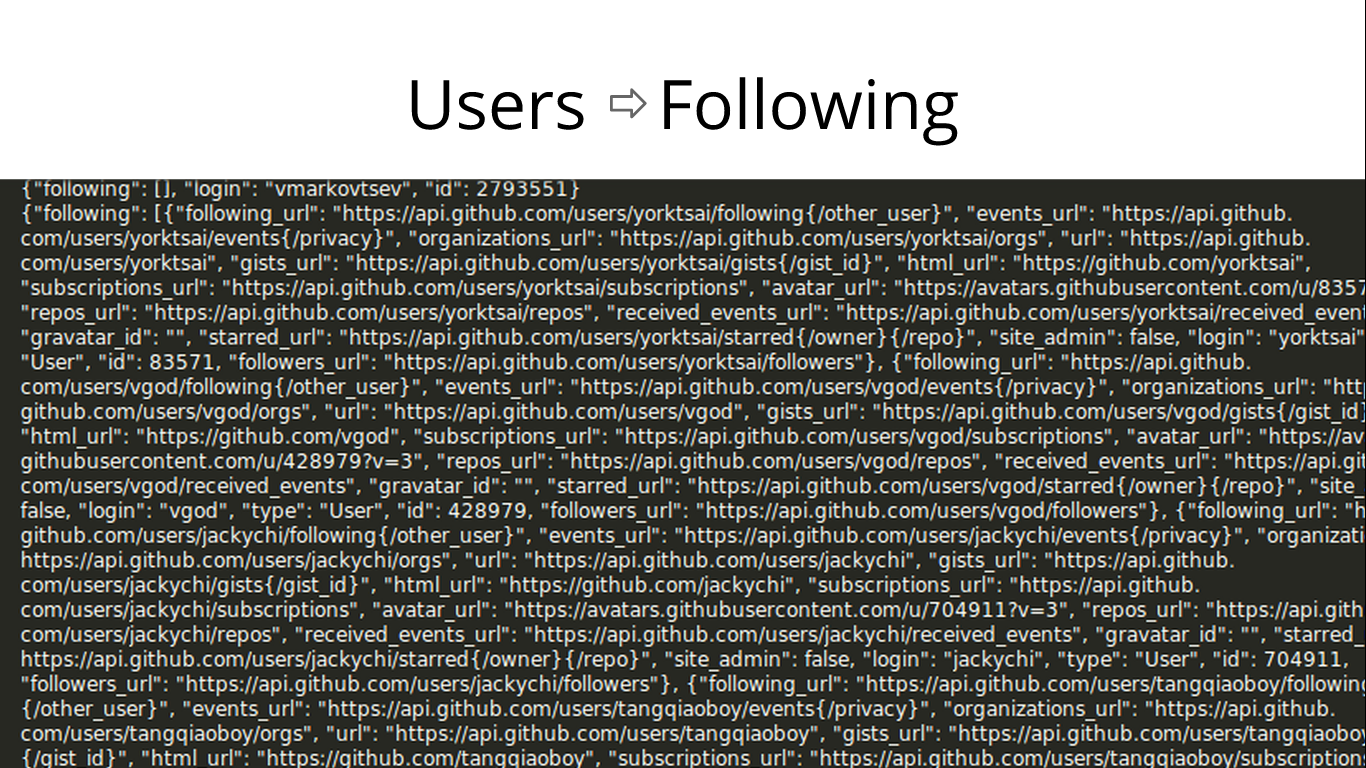 Users ⇨ Following
{"following": [], "login": "vmarkovtsev", "id": 2793551}
{"following": [{"following_url": "https://api.github.com/users/yorktsai/following{/other_user}", "events_url": "https://api.github.
com/users/yorktsai/events{/privacy}", "organizations_url": "https://api.github.com/users/yorktsai/orgs", "url": "https://api.github.
com/users/yorktsai", "gists_url": "https://api.github.com/users/yorktsai/gists{/gist_id}", "html_url": "https://github.com/yorktsai",
"subscriptions_url": "https://api.github.com/users/yorktsai/subscriptions", "avatar_url": "https://avatars.githubusercontent.com/u/8357
"repos_url": "https://api.github.com/users/yorktsai/repos", "received_events_url": "https://api.github.com/users/yorktsai/received_event
"gravatar_id": "", "starred_url": "https://api.github.com/users/yorktsai/starred{/owner}{/repo}", "site_admin": false, "login": "yorktsai"
"User", "id": 83571, "followers_url": "https://api.github.com/users/yorktsai/followers"}, {"following_url": "https://api.github.
com/users/vgod/following{/other_user}", "events_url": "https://api.github.com/users/vgod/events{/privacy}", "organizations_url": "htt
github.com/users/vgod/orgs", "url": "https://api.github.com/users/vgod", "gists_url": "https://api.github.com/users/vgod/gists{/gist_id}
"html_url": "https://github.com/vgod", "subscriptions_url": "https://api.github.com/users/vgod/subscriptions", "avatar_url": "https://av
githubusercontent.com/u/428979?v=3", "repos_url": "https://api.github.com/users/vgod/repos", "received_events_url": "https://api.git
com/users/vgod/received_events", "gravatar_id": "", "starred_url": "https://api.github.com/users/vgod/starred{/owner}{/repo}", "site_
false, "login": "vgod", "type": "User", "id": 428979, "followers_url": "https://api.github.com/users/vgod/followers"}, {"following_url": "h
github.com/users/jackychi/following{/other_user}", "events_url": "https://api.github.com/users/jackychi/events{/privacy}", "organizati
https://api.github.com/users/jackychi/orgs", "url": "https://api.github.com/users/jackychi", "gists_url": "https://api.github.
com/users/jackychi/gists{/gist_id}", "html_url": "https://github.com/jackychi", "subscriptions_url": "https://api.github.
com/users/jackychi/subscriptions", "avatar_url": "https://avatars.githubusercontent.com/u/704911?v=3", "repos_url": "https://api.gith
com/users/jackychi/repos", "received_events_url": "https://api.github.com/users/jackychi/received_events", "gravatar_id": "", "starred_
https://api.github.com/users/jackychi/starred{/owner}{/repo}", "site_admin": false, "login": "jackychi", "type": "User", "id": 704911,
"followers_url": "https://api.github.com/users/jackychi/followers"}, {"following_url": "https://api.github.com/users/tangqiaoboy/following
{/other_user}", "events_url": "https://api.github.com/users/tangqiaoboy/events{/privacy}", "organizations_url": "https://api.github.
com/users/tangqiaoboy/orgs", "url": "https://api.github.com/users/tangqiaoboy", "gists_url": "https://api.github.com/users/tangqiaoboy
{/gist_id}", "html_url": "https://github.com/tangqiaoboy", "subscriptions_url": "https://api.github.com/users/tangqiaoboy/subscription